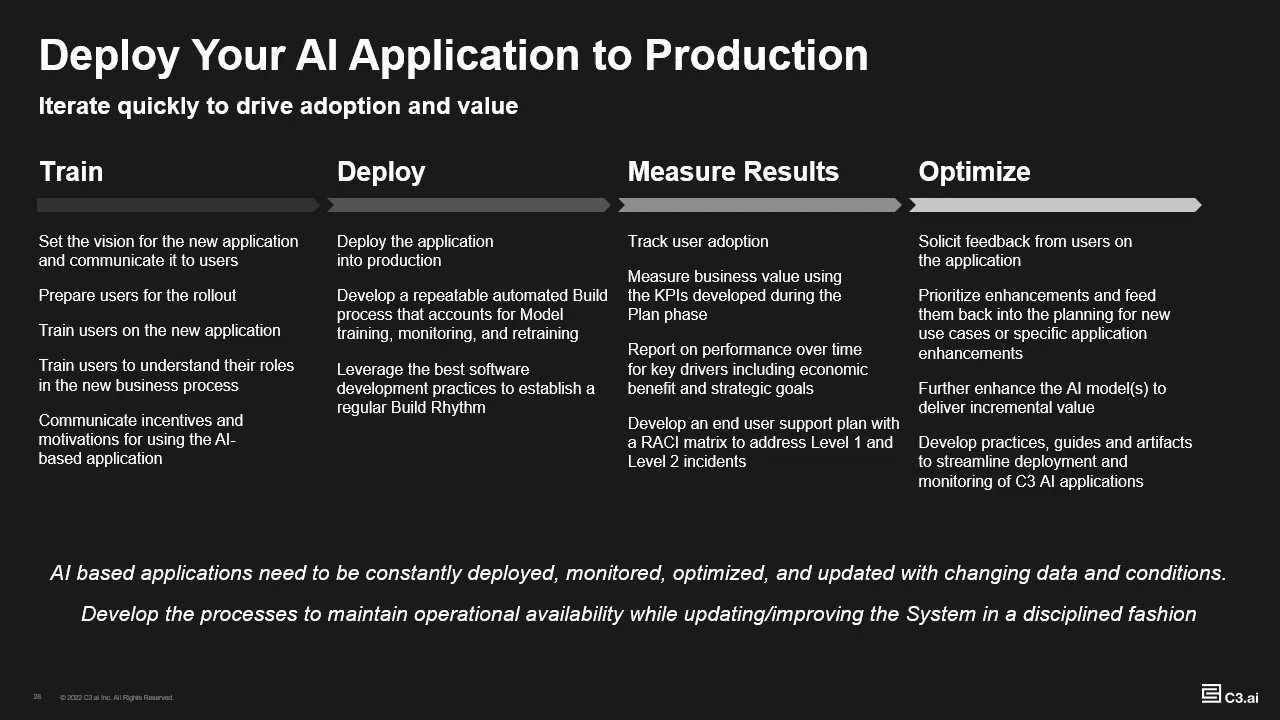 Deploy Your AI Application to Production
Iterate quickly to drive adoption and value
Train
Set the vision for the new application
and communicate it to users
Prepare users for the rollout
Train users on the new application
Train users to understand their roles
in the new business process
Communicate incentives and
motivations for using the AI-
based application
Deploy
Deploy the application
into production
Develop a repeatable automated Build
process that accounts for Model
training, monitoring, and retraining
Leverage the best software
development practices to establish a
regular Build Rhythm
Measure Results
Track user adoption
Measure business value using
the KPIs developed during the
Plan phase
Report on performance over time
for key drivers including economic
benefit and strategic goals
Develop an end user support plan with
a RACI matrix to address Level 1 and
Level 2 incidents
Optimize
Solicit feedback from users on
the application
Prioritize enhancements and feed
them back into the planning for new
use cases or specific application
enhancements
Further enhance the AI model(s) to
deliver incremental value
Develop practices, guides and artifacts
to streamline deployment and
monitoring of C3 AI applications
AI based applications need to be constantly deployed, monitored, optimized, and updated with changing data and conditions.
Develop the processes to maintain operational availability while updating/improving the System in a disciplined fashion
28
© 2022 C3.ai Inc. All Rights Reserved.
C3.ai